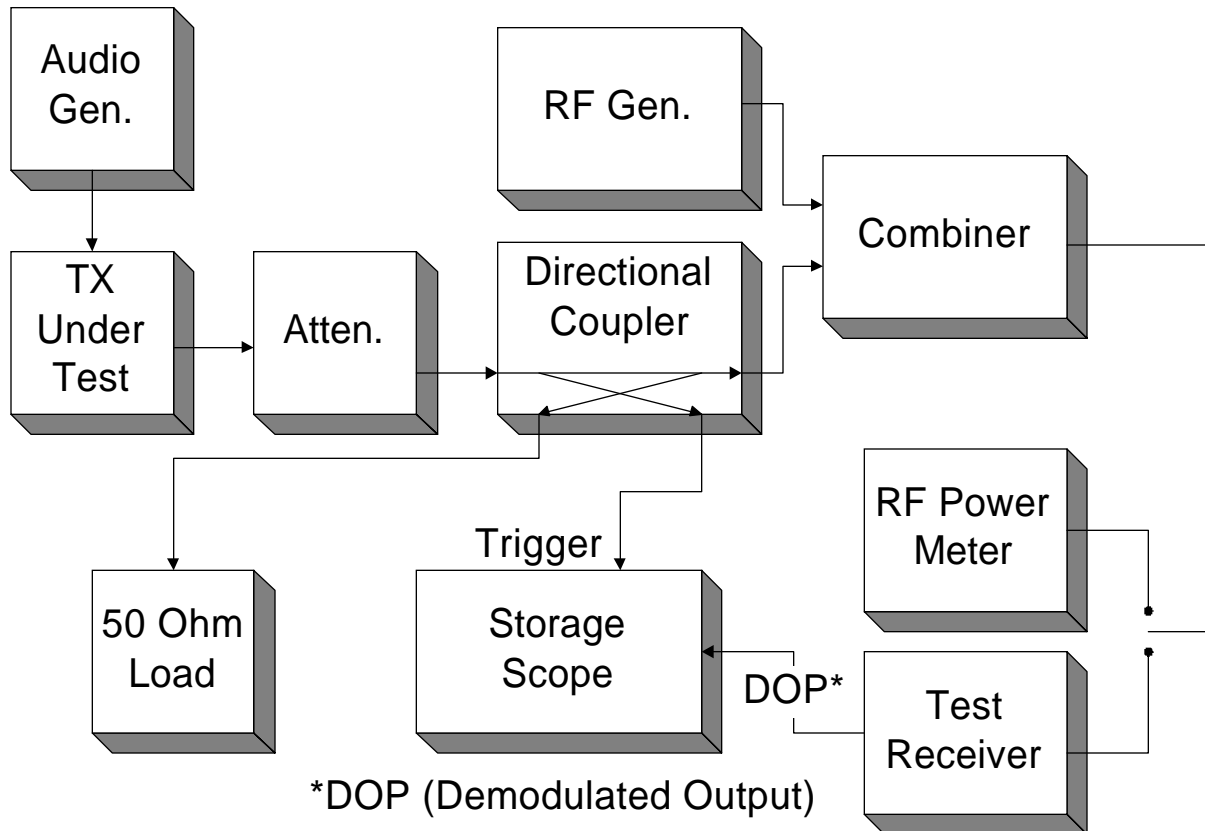 Audio
Gen.
RF Gen.
Combiner
TX
Under
Test
Atten.
Directional
Coupler
RF Power
Meter
Trigger
50 Ohm
Load
Storage
Scope
DOP*
Test
Receiver
*DOP (Demodulated Output)